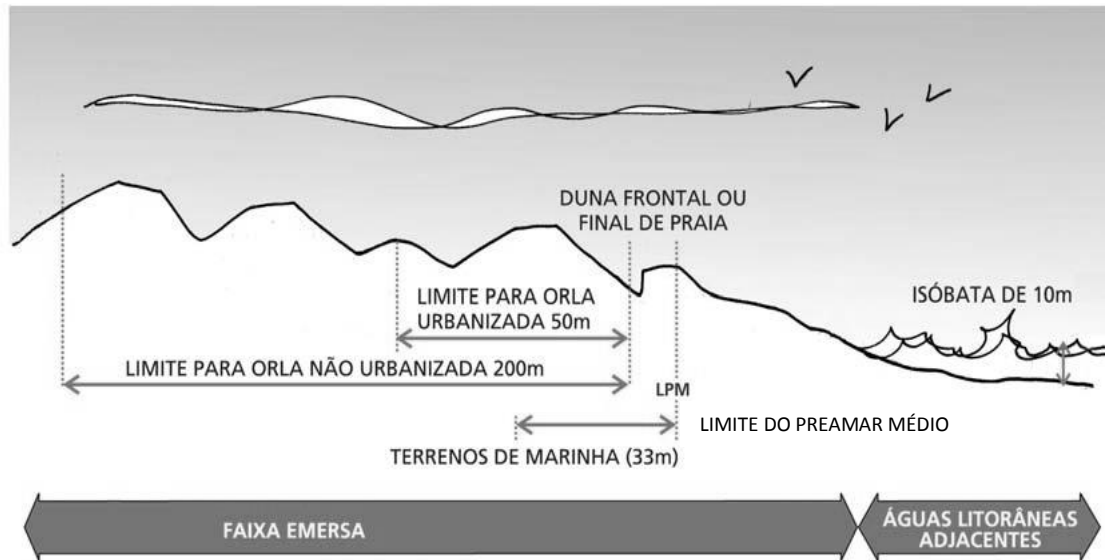 DUNA FRONTAL OU
FINAL DE PRAIA
ISÓBATA DE 10m
LIMITE PARA ORLA
URBANIZADA 50m
LIMITE PARA ORLA NÃO URBANIZADA 200m
LPM
LIMITE DO PREAMAR MÉDIO
TERRENOS DE MARINHA (33m)
FAIXA EMERSA
ÁGUAS LITORÂNEAS
ADJACENTES